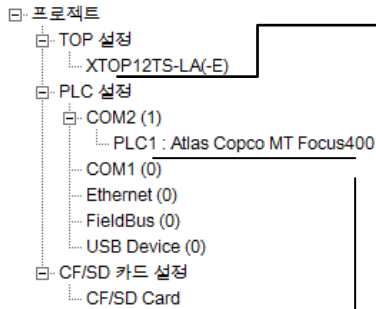 프로젝트
TOP 설정
XTOP12TS-LA(-E)
PLC 설정
COM2 (1)
PLC1 : Atlas Copco MT Focus400
COM1 (0)
Ethernet (0)
FieldBus (0)
USB Device (0)
CF/SD 카드 설정
CF/SD Card